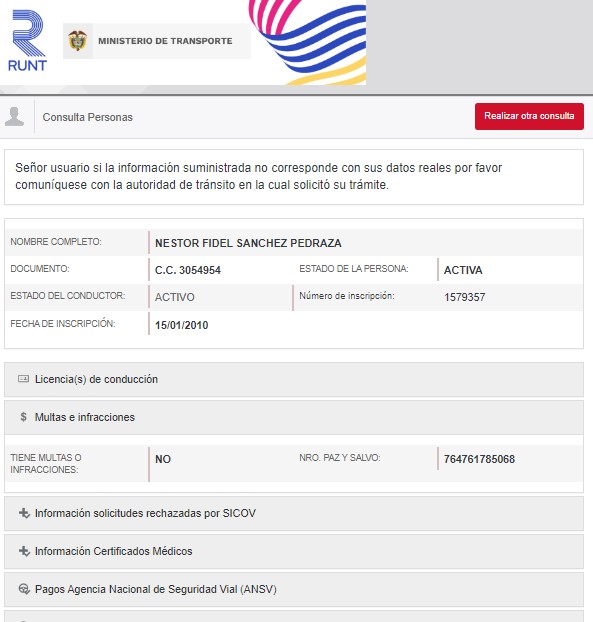 RUNT
MINISTERIO DE TRANSPORTE
Consulta Personas
Realizar otra consulta
Señor usuario si la información suministrada no corresponde con sus datos reales por favor
comuníquese con la autoridad de tránsito en la cual solicitó su trámite.
NOMBRE COMPLETO: NESTOR FIDEL SANCHEZ PEDRAZA
DOCUMENTO: C.C. 3054954 ESTADO DE LA PERSONA: ACTIVA
ESTADO DEL CONDUCTOR: ACTIVO Número de inscripción: 1579357
FECHA DE INSCRIPCIÓN: 15/01/2010
Licencia(s) de conducción
$ Multas e infracciones
TIENE MULTAS O
INFRACCIONES: NO NRO. PAZ Y SALVO: 764761785068
Información solicitudes rechazadas por SICOV
Información Certificados Médicos
Pagos Agencia Nacional de Seguridad Vial (ANSV)